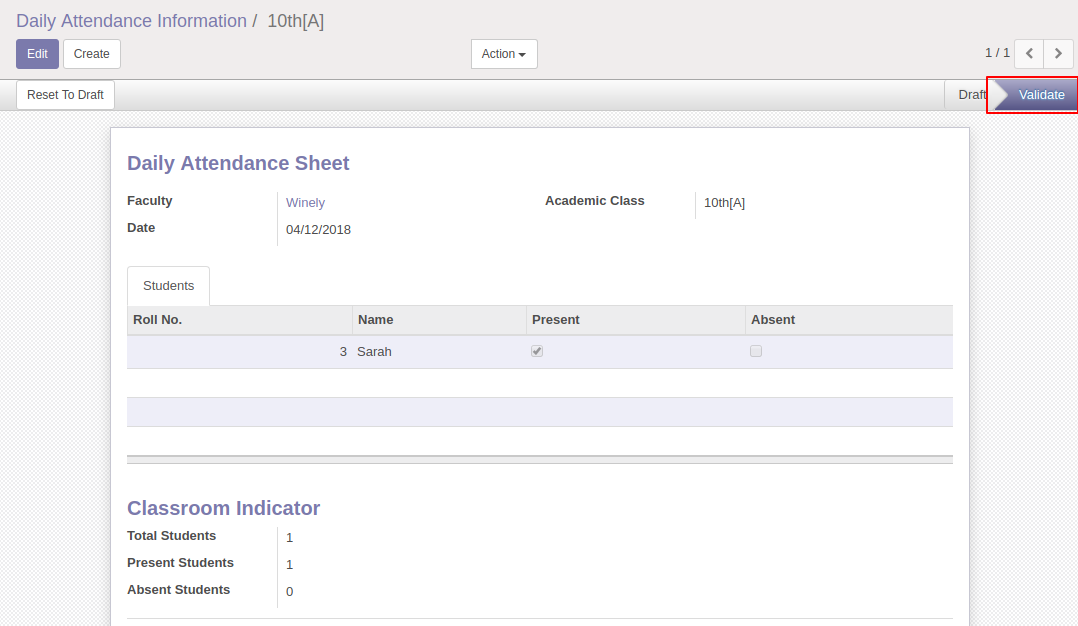 Daily Attendance Information / 10th[A]
Edit Create Action 1 / 1
Reset To Draft Draft Validate
Daily Attendance Sheet
Faculty Winely Academic Class 10th[A]
Date 04/12/2018
Students
Roll No. Name Present Absent
3 Sarah
Classroom Indicator
Total Students 1
Present Students 1
Absent Students 0